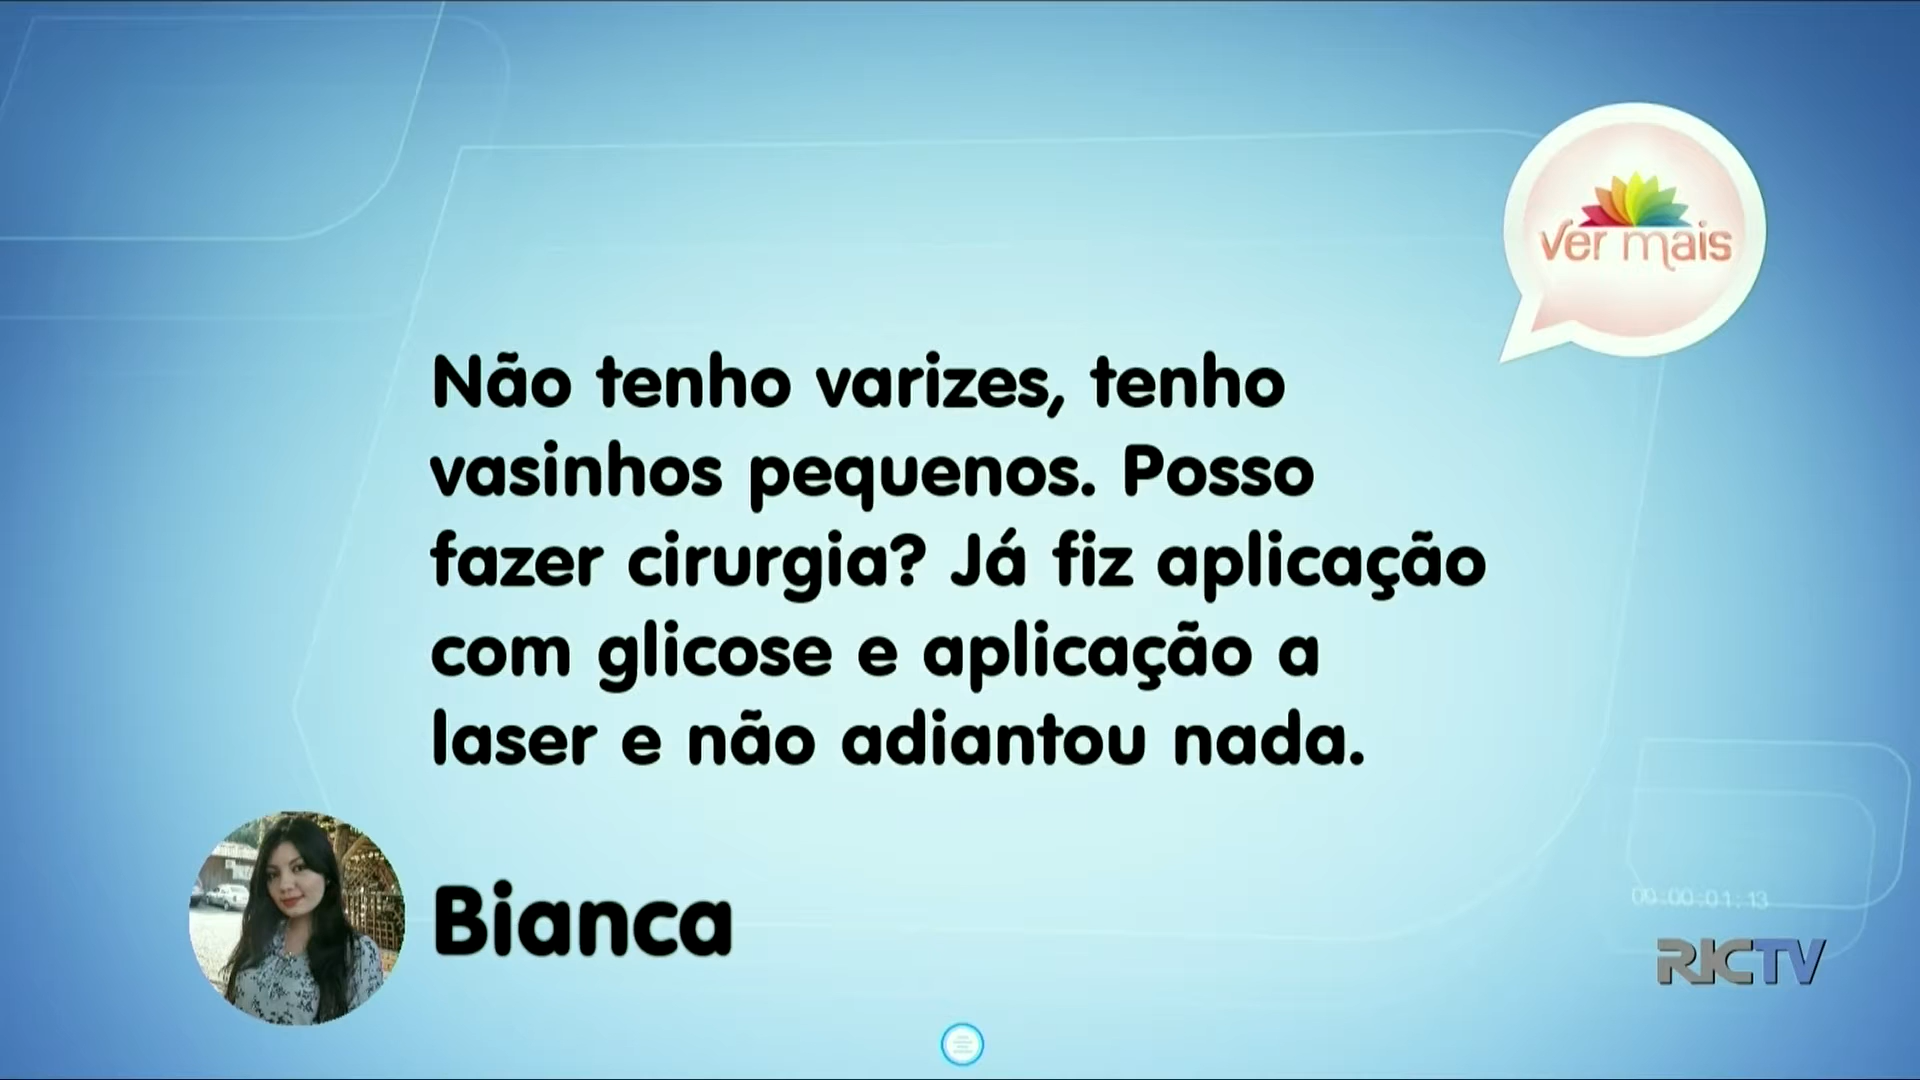 ver mais
Não tenho varizes, tenho
vasinhos pequenos. Posso
fazer cirurgia? Já fiz aplicação
com glicose e aplicação a
laser e não adiantou nada.
Bianca
00:00:01:13
RICTV